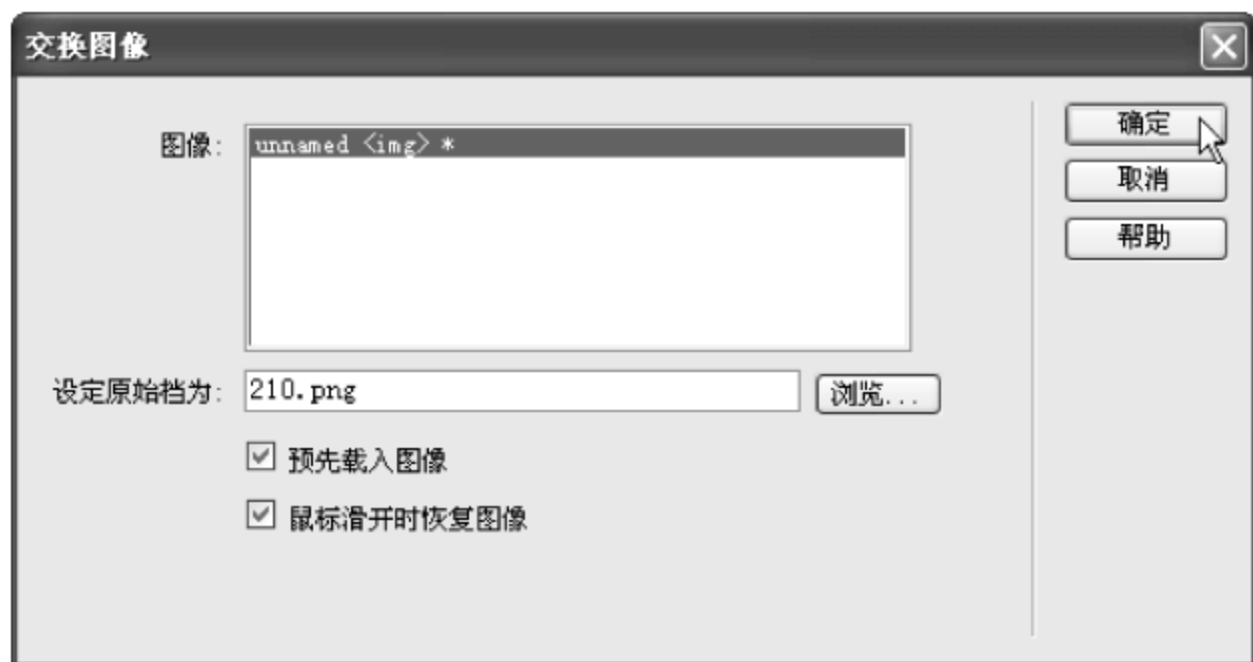 交换图像
图像: unnamed <img> *
确定
取消
帮助
设定原始档为: 210.png 浏览...
预先载入图像
鼠标滑开时恢复图像